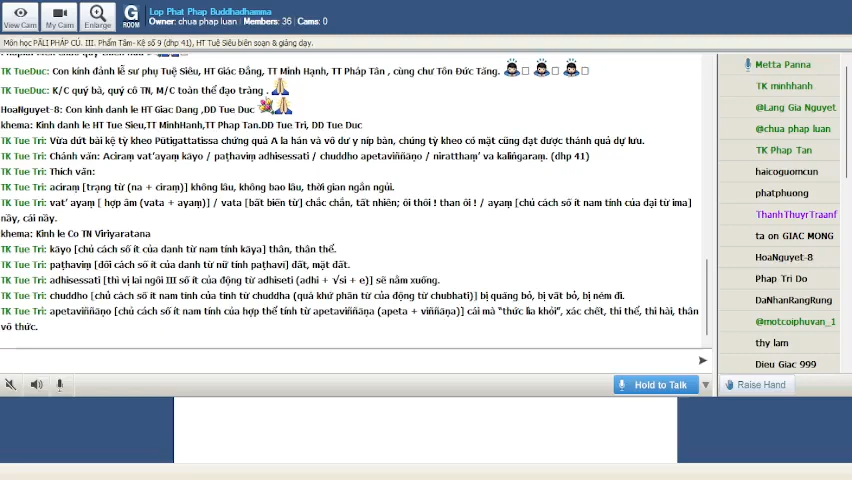 View Cam
My Cam
Enlarge
G
ROOM
Lop Phat Phap Buddhadhamma
Owner: chua phap luan | Members: 36 | Cams: 0
Môn học PĀLI PHÁP CÚ. III. Phẩm Tâm- Kệ số 9 (dhp 41), HT Tuệ Siêu biên soạn & giảng dạy.
TK TueDuc: Con kính đảnh lễ sư phụ Tuệ Siêu, HT Giác Đẳng, TT Minh Hạnh, TT Pháp Tân , cùng chư Tôn Đức Tăng.
TK TueDuc: K/C quý bà, quý cô TN, M/C toàn thể đạo tràng .
HoaNguyet-8: Con kinh danh le HT Giac Dang ,DD Tue Duc
khema: Kinh danh le HT Tue Sieu,TT MinhHanh,TT Phap Tan.DD Tue Tri, DD Tue Duc
TK Tue Tri: Vừa dứt bài kệ tỳ kheo Pūtigattatissa chứng quả A la hán và vô dư y níp bàn, chúng tỳ kheo có mặt cũng đạt được thánh quả dự lưu.
TK Tue Tri: Chánh văn: Aciraṃ vat'ayaṃ kāyo / paṭhaviṃ adhisessati / chuddho apetaviññāṇo / niratthaṃ' va kaliṅgaraṃ. (dhp 41)
TK Tue Tri: Thích văn:
TK Tue Tri: aciraṃ [trạng từ (na + ciraṃ)] không lâu, không bao lâu, thời gian ngắn ngủi.
TK Tue Tri: vat' ayaṃ [ hợp âm (vata + ayaṃ)] / vata [bất biến từ] chắc chắn, tất nhiên; ôi thôi ! than ôi ! / ayaṃ [chủ cách số ít nam tính của đại từ ima]
nầy, cái nầy.
khema: Kinh le Co TN Viriyaratana
TK Tue Tri: kāyo [chủ cách số ít của danh từ nam tính kāya] thân, thân thể.
TK Tue Tri: paṭhaviṃ [đối cách số ít của danh từ nữ tính paṭhavī] đất, mặt đất.
TK Tue Tri: adhisessati [thì vị lai ngôi III số ít của động từ adhiseti (adhi + √si + e)] sẽ nằm xuống.
TK Tue Tri: chuddho [chủ cách số ít nam tính của tính từ chuddha (quá khứ phân từ của động từ chubhati)] bị quăng bỏ, bị vất bỏ, bị ném đi.
TK Tue Tri: apetaviññāṇo [chủ cách số ít nam tính của hợp thể tính từ apetaviññāṇa (apeta + viññāṇa)] cái mà "thức lìa khỏi", xác chết, thi thể, thi hài, thân
vô thức.
Hold to Talk
Metta Panna
TK minhhanh
@Lang Gia Nguyet
@chua phap luan
TK Phap Tan
haicoguomcun
phatphuong
ThanhThuyrTraanf
ta on GIAC MONG
HoaNguyet-8
Phap Tri Do
DaNhanRangRung
@motcoiphuvan_1
thy lam
Dieu Giac 999
Raise Hand